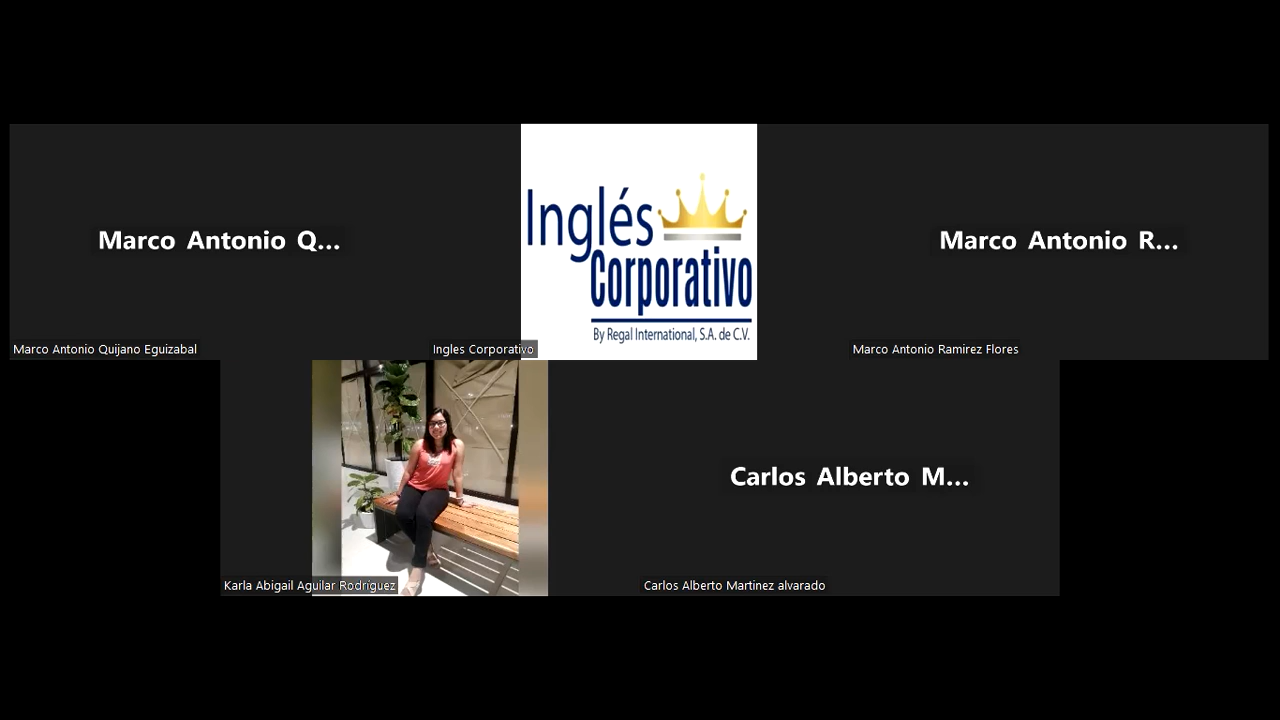 Marco Antonio Q...
Marco Antonio Quijano Eguizabal
Inglés
Corporativo
By Regal International, S.A. de C.V.
Ingles Corporativo
Marco Antonio R...
Marco Antonio Ramirez Flores
Karla Abigail Aguilar Rodríguez
Carlos Alberto M...
Carlos Alberto Martinez alvarado